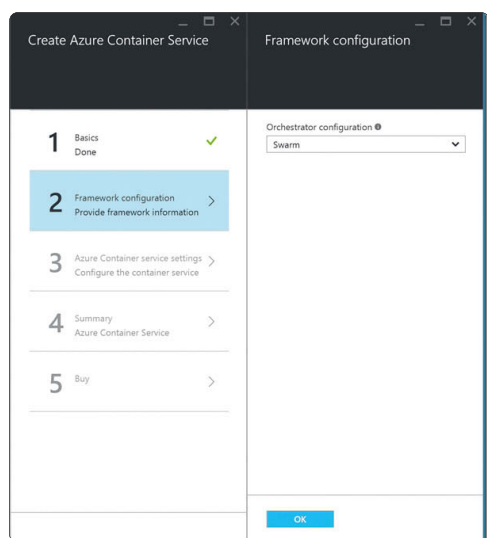 Create Azure Container Service
1
Basics
Done
2
Framework configuration
Provide framework information
3
Azure Container service settings
Configure the container service
4
Summary
Azure Container Service
5
Buy
Framework configuration
Orchestrator configuration
Swarm
OK